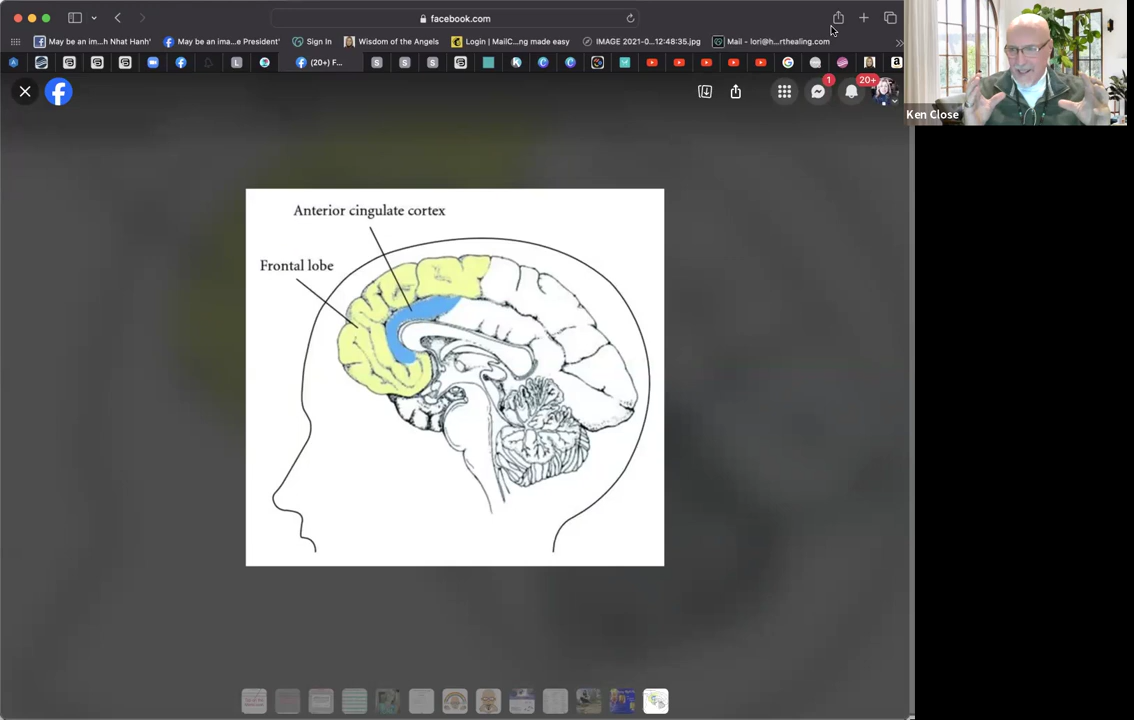 facebook.com
May be an im...h Nhat Hanh'
May be an ima...e President'
Sign In
Wisdom of the Angels
Login | MailC...ng made easy
IMAGE 2021-0...12:48:35.jpg
Mail - lori@h...rthealing.com
(20+) F...
1
20+
Ken Close
Anterior cingulate cortex
Frontal lobe